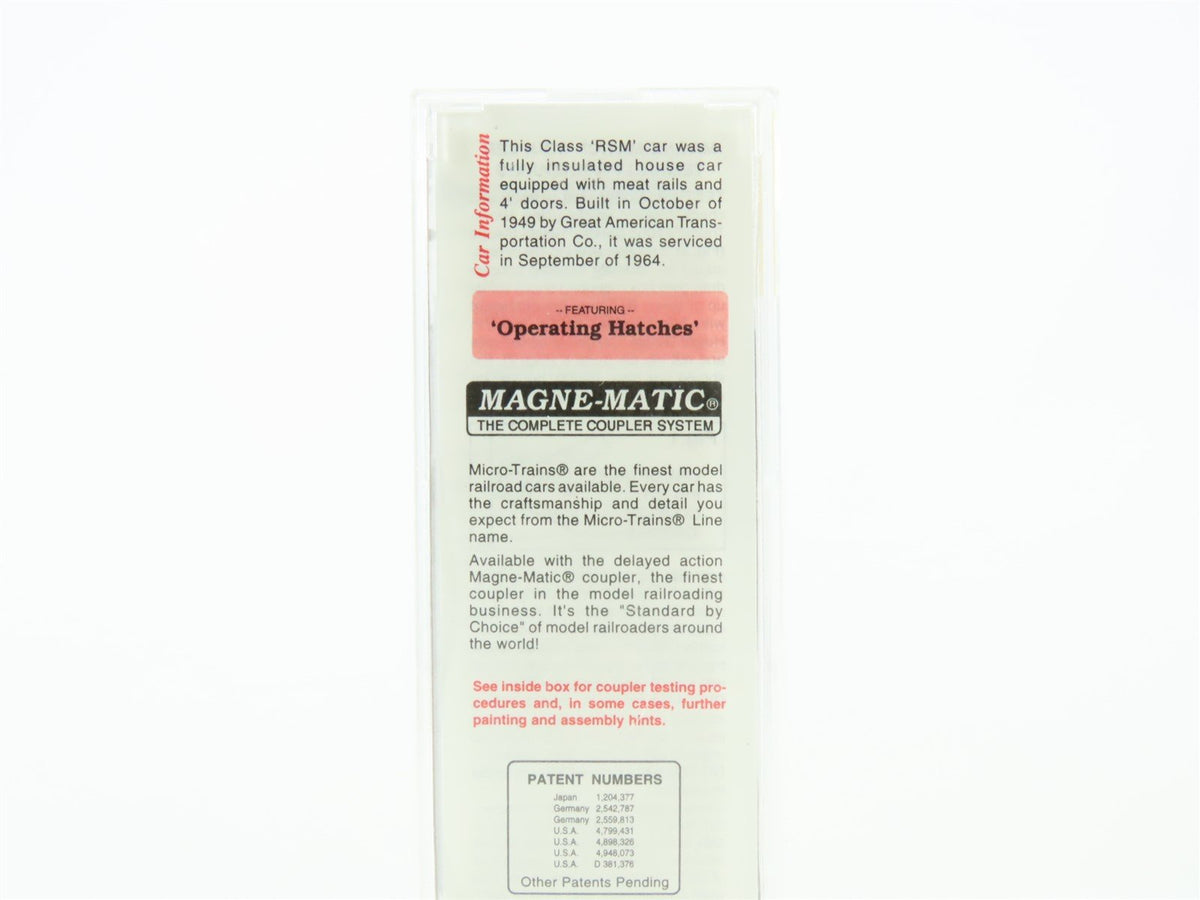 Car Information
This Class 'RSM' car was a
fully insulated house car
equipped with meat rails and
4' doors. Built in October of
1949 by Great American Trans-
portation Co., it was serviced
in September of 1964.
-- FEATURING --
'Operating Hatches'
MAGNE-MATIC®
THE COMPLETE COUPLER SYSTEM
Micro-Trains® are the finest model
railroad cars available. Every car has
the craftsmanship and detail you
expect from the Micro-Trains® Line
name.
Available with the delayed action
Magne-Matic® coupler, the finest
coupler in the model railroading
business. It's the "Standard by
Choice" of model railroaders around
the world!
See inside box for coupler testing pro-
cedures and, in some cases, further
painting and assembly hints.
PATENT NUMBERS
Japan 1,204,377
Germany 2,542,787
Germany 2,559,813
U.S.A. 4,799,431
U.S.A. 4,898,326
U.S.A. 4,948,073
U.S.A. D 381,376
Other Patents Pending